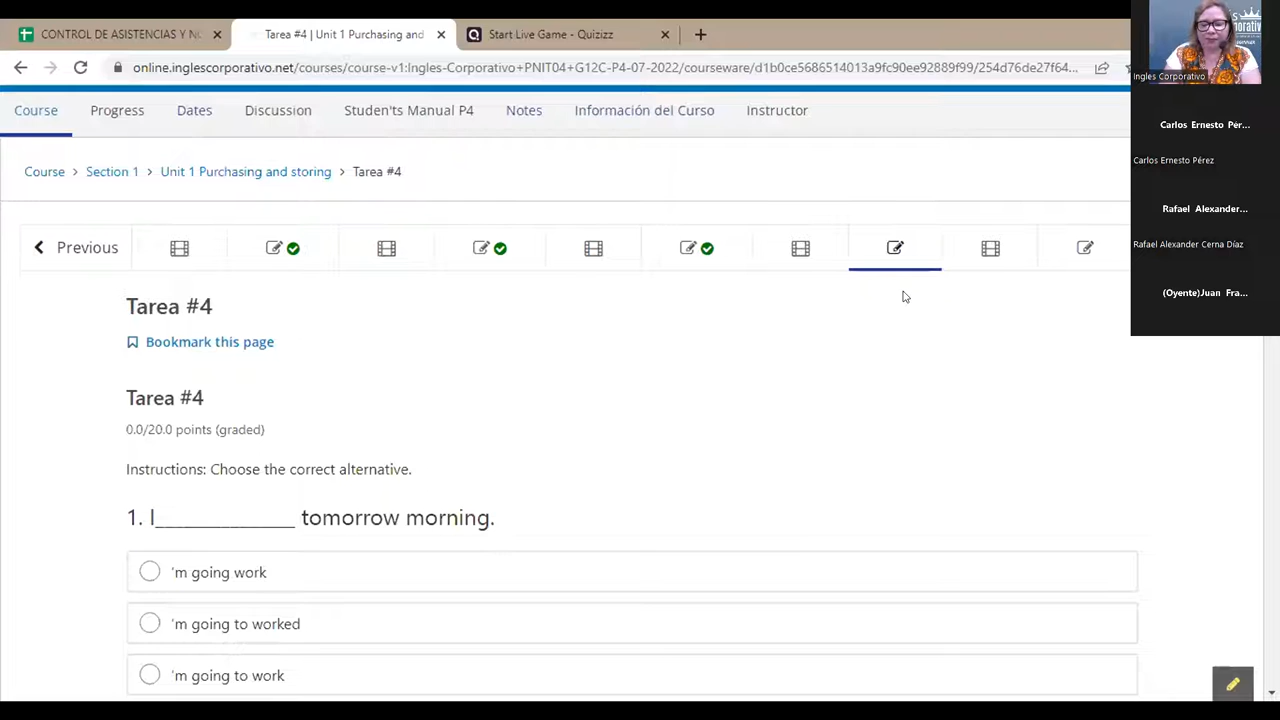 CONTROL DE ASISTENCIAS Y NO
Tarea #4 | Unit 1 Purchasing and
Start Live Game - Quizizz
online.inglescorporativo.net/courses/course-v1:Ingles-Corporativo+PNIT04+G12C-P4-07-2022/courseware/d1b0ce5686514013a9fc90ee92889f99/254d76de27f64...
Course
Progress
Dates
Discussion
Studen'ts Manual P4
Notes
Información del Curso
Instructor
Course > Section 1 > Unit 1 Purchasing and storing > Tarea #4
Previous
Tarea #4
Bookmark this page
Tarea #4
0.0/20.0 points (graded)
Instructions: Choose the correct alternative.
1. I______________ tomorrow morning.
'm going work
'm going to worked
'm going to work
Ingles Corporativo
Carlos Ernesto Pér...
Carlos Ernesto Pérez
Rafael Alexander...
Rafael Alexander Cerna Díaz
(Oyente)Juan Fra...